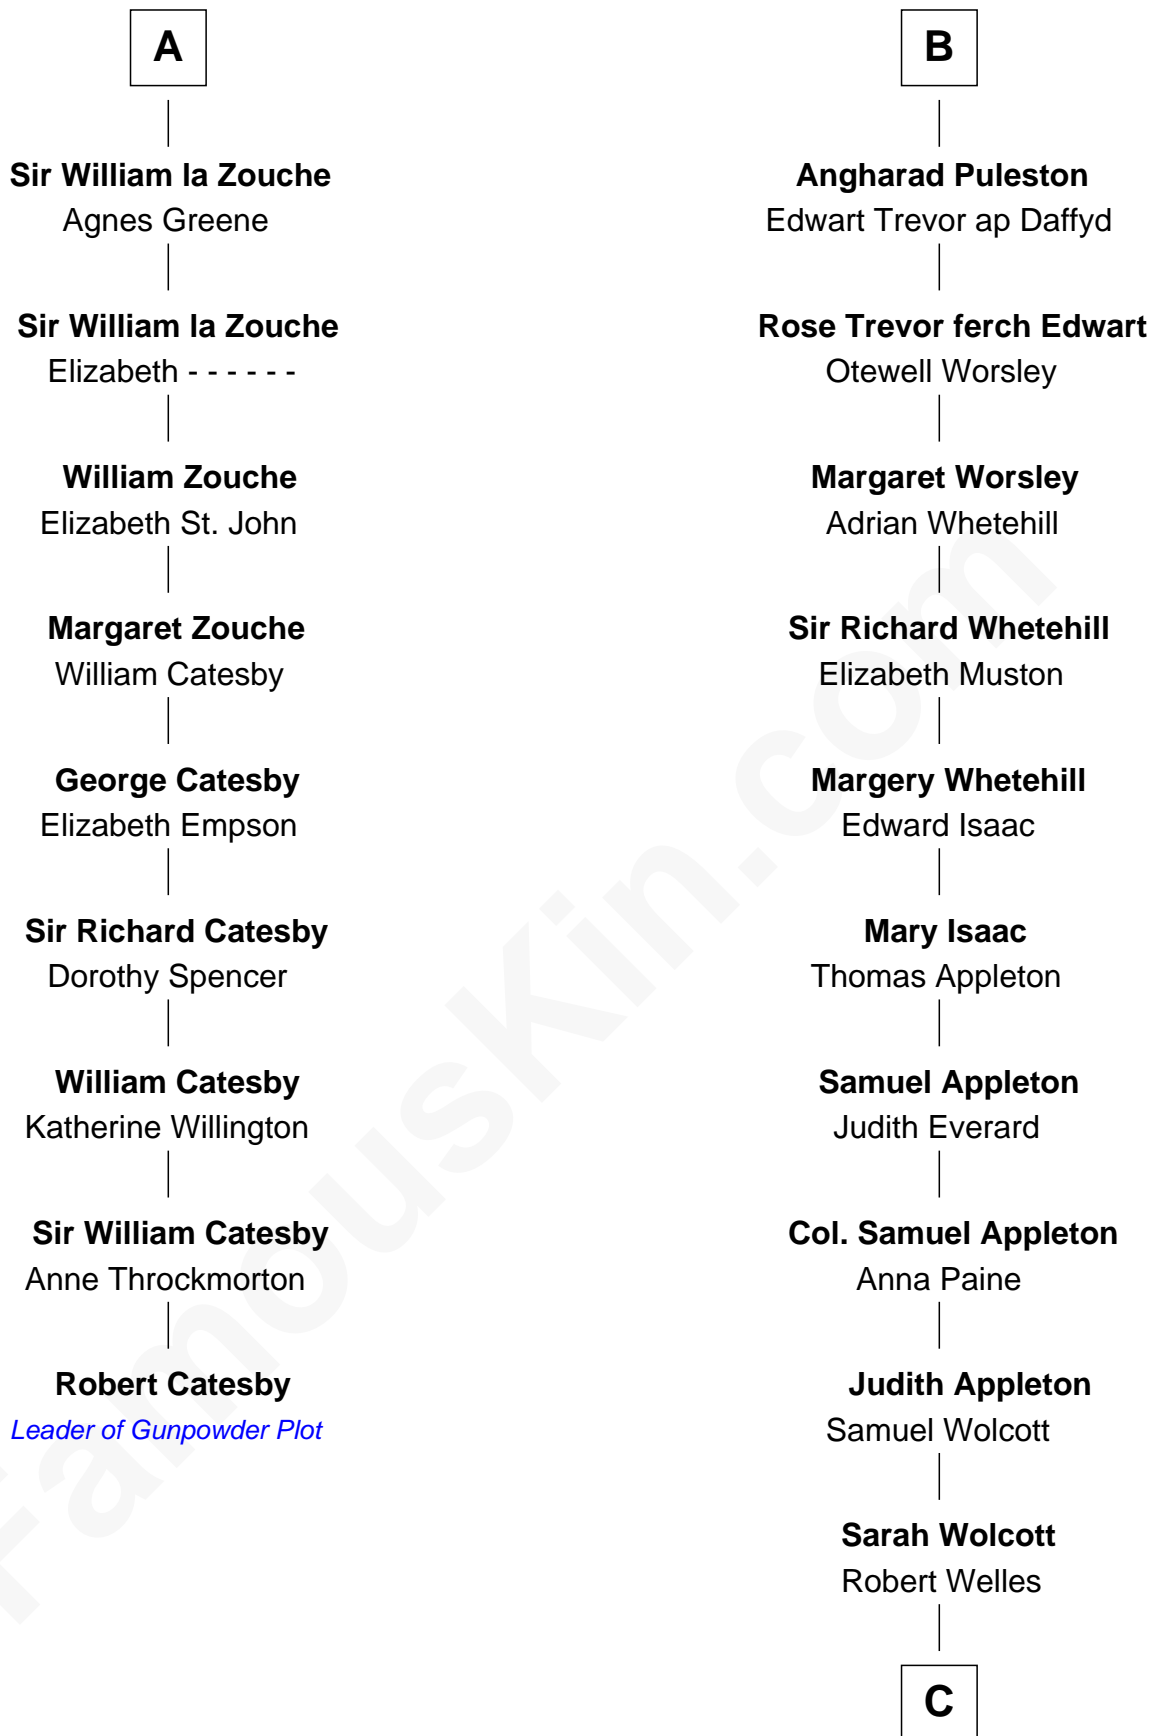 A
Sir William la Zouche
Agnes Greene
Sir William la Zouche
Elizabeth - - - - - -
William Zouche
Elizabeth St. John
Margaret Zouche
William Catesby
George Catesby
Elizabeth Empson
Sir Richard Catesby
Dorothy Spencer
William Catesby
Katherine Willington
Sir William Catesby
Anne Throckmorton
Robert Catesby
Leader of Gunpowder Plot
B
Angharad Puleston
Edwart Trevor ap Daffyd
Rose Trevor ferch Edwart
Otewell Worsley
Margaret Worsley
Adrian Whetehill
Sir Richard Whetehill
Elizabeth Muston
Margery Whetehill
Edward Isaac
Mary Isaac
Thomas Appleton
Samuel Appleton
Judith Everard
Col. Samuel Appleton
Anna Paine
Judith Appleton
Samuel Wolcott
Sarah Wolcott
Robert Welles
C
FamousKin.com